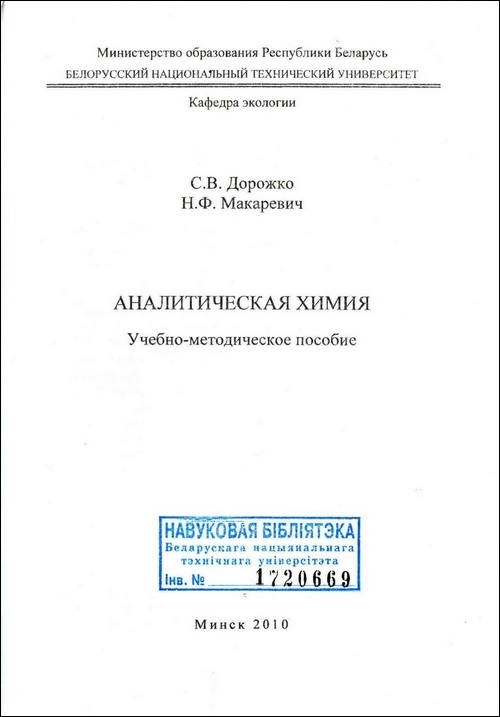 Министерство образования Республики Беларусь
БЕЛОРУССКИЙ НАЦИОНАЛЬНЫЙ ТЕХНИЧЕСКИЙ УНИВЕРСИТЕТ
Кафедра экологии
С.В. Дорожко
Н.Ф. Макаревич
АНАЛИТИЧЕСКАЯ ХИМИЯ
Учебно-методическое пособие
НАВУКОВАЯ БІБЛІЯТЭКА
Беларускага нацыянальнага
тэхнічнага універсітэта
Інв. № 1720669
Минск 2010